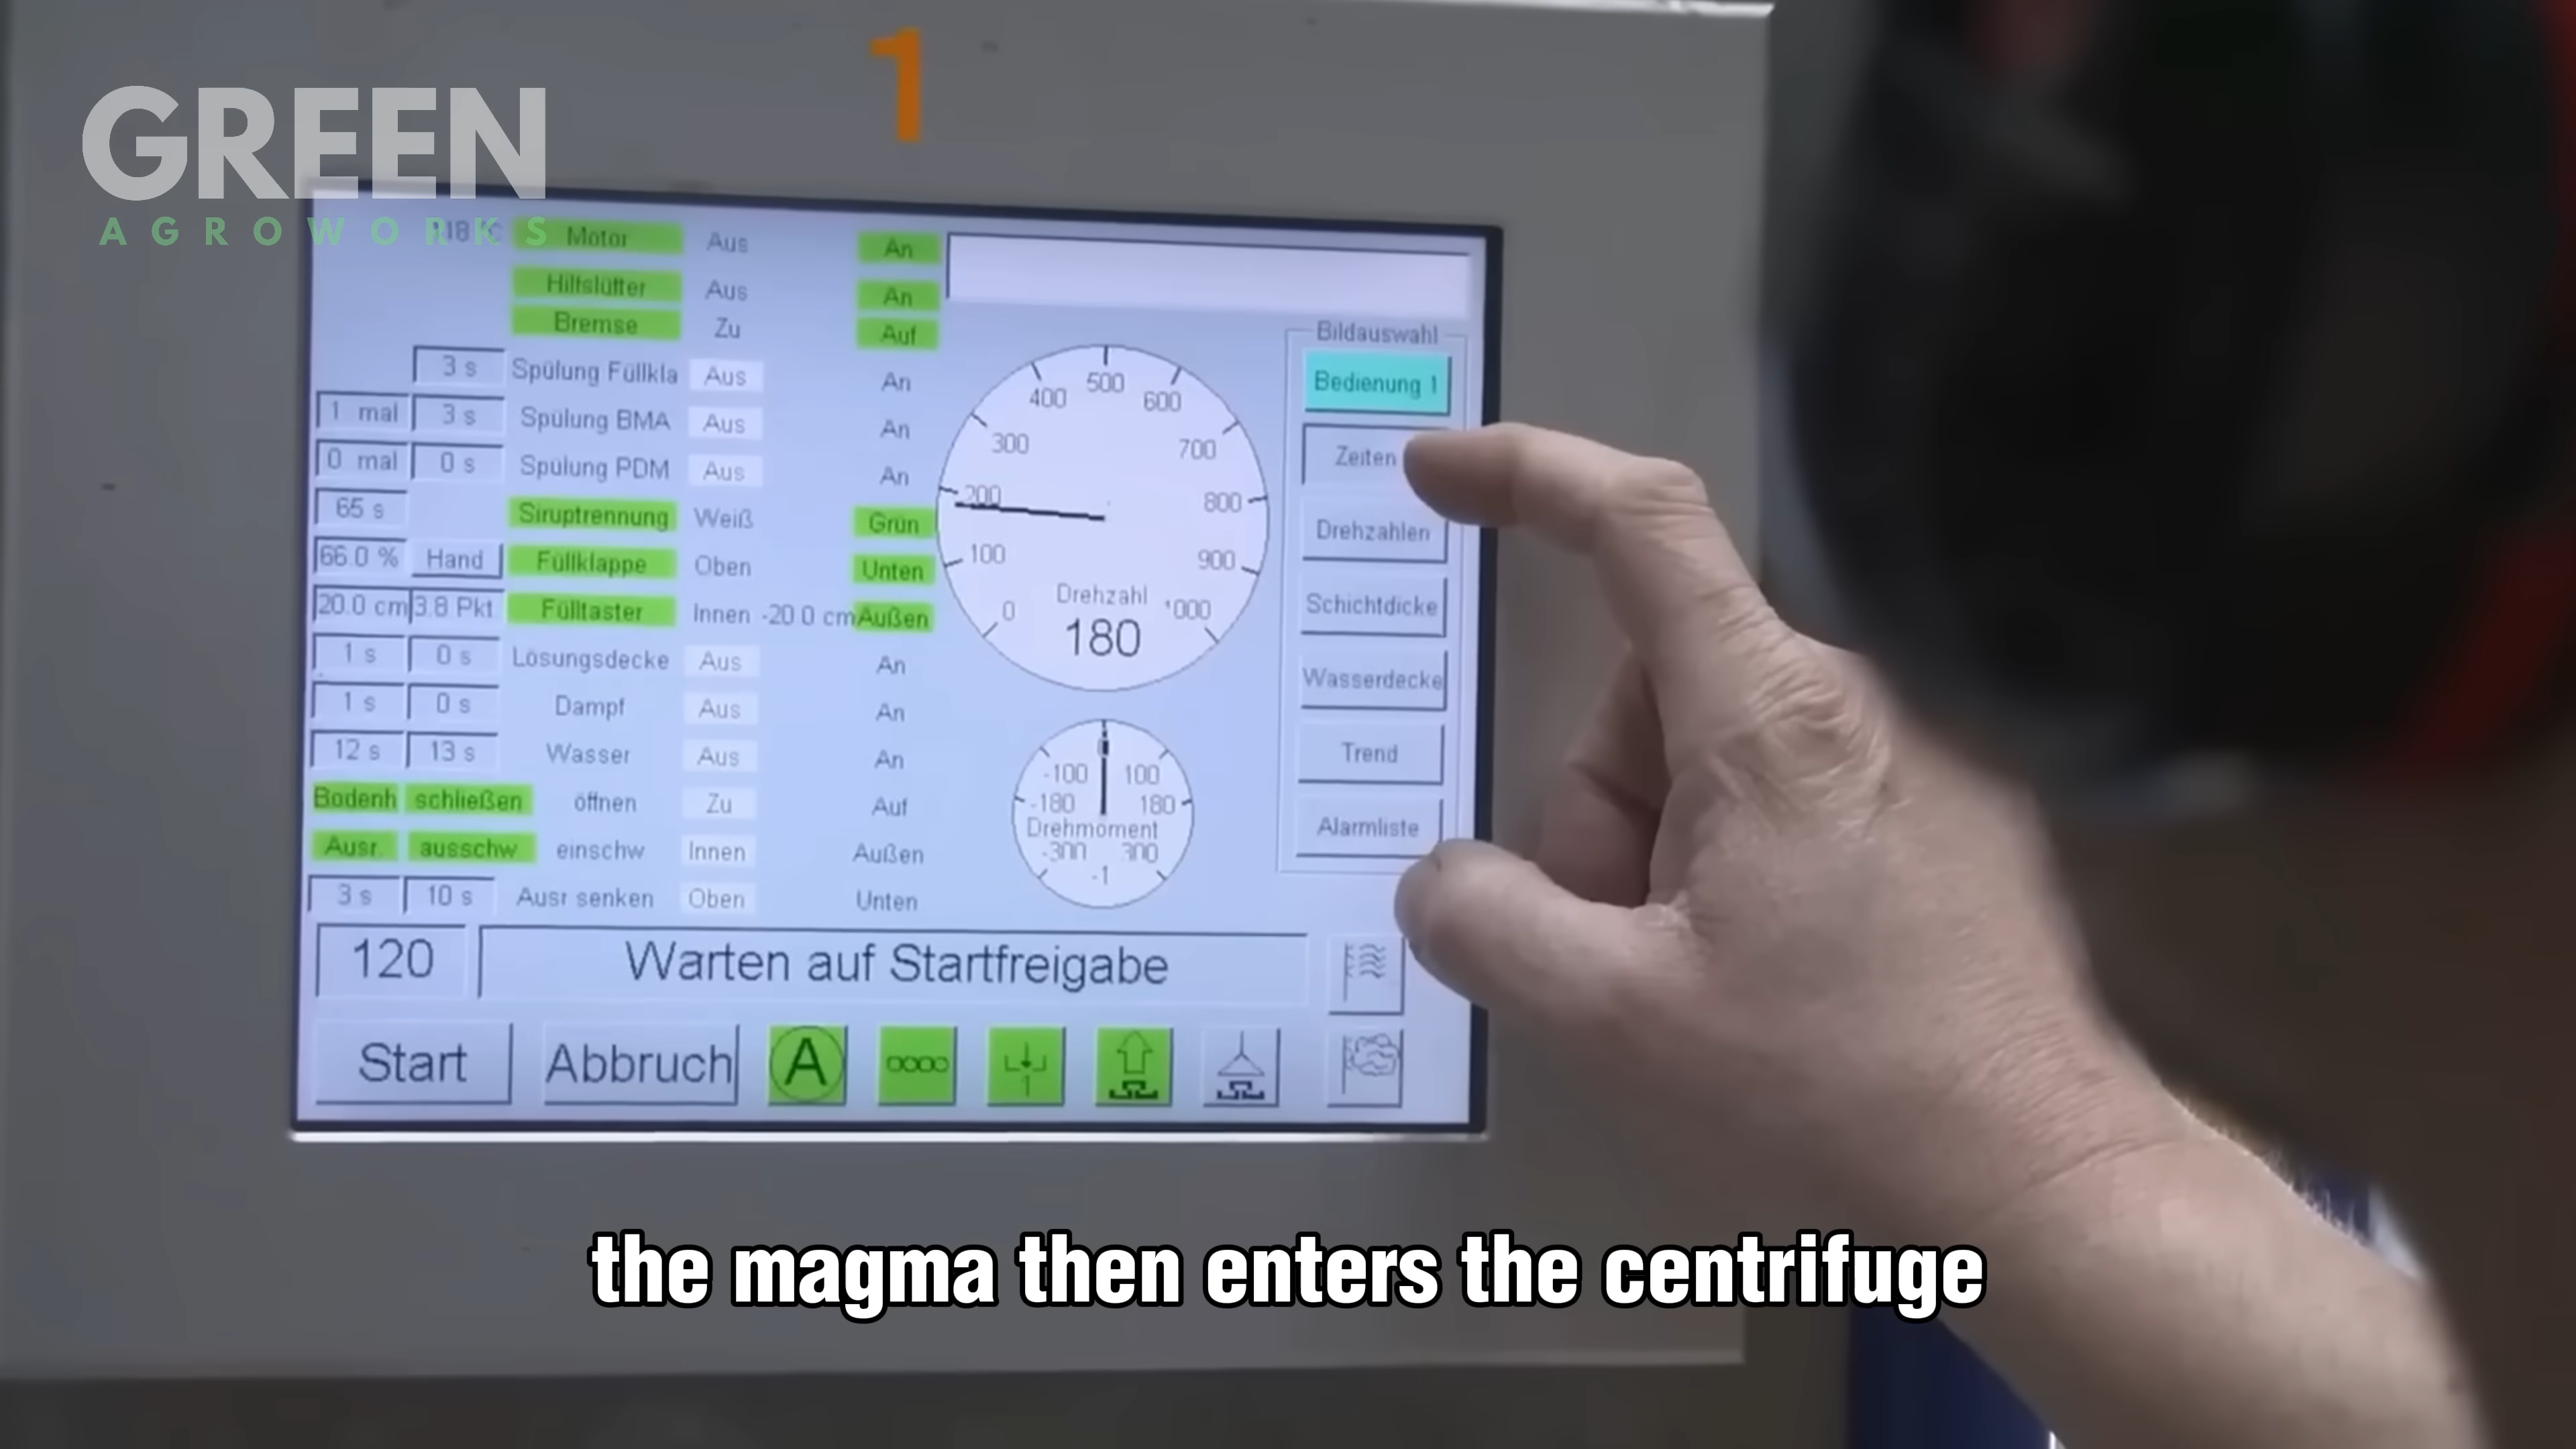 1
GREEN
AGROWORKS
Motor Aus An
Hilfslüfter Aus An
Bremse Zu Auf
3 s Spülung Füllkla Aus An
1 mal 3 s Spülung BMA Aus An
0 mal 0 s Spülung PDM Aus An
65 s Siruptrennung Weiß Grün
66.0 % Hand Füllklappe Oben Unten
20.0 cm 3.8 Pkt Fülltaster Innen -20.0 cm Außen
1 s 0 s Lösungsdecke Aus An
1 s 0 s Dampf Aus An
12 s 13 s Wasser Aus An
Bodenh schließen öffnen Zu Auf
Ausr. ausschw einschw Innen Außen
3 s 10 s Ausr senken Oben Unten
500
400 600
300 700
200 800
100 900
0 Drehzahl 1000
180
0
-100 100
-180 180
Drehmoment
-300 300
-1
Bildauswahl
Bedienung 1
Zeiten
Drehzahlen
Schichtdicke
Wasserdecke
Trend
Alarmliste
120 Warten auf Startfreigabe
Start Abbruch A 1
the magma then enters the centrifuge